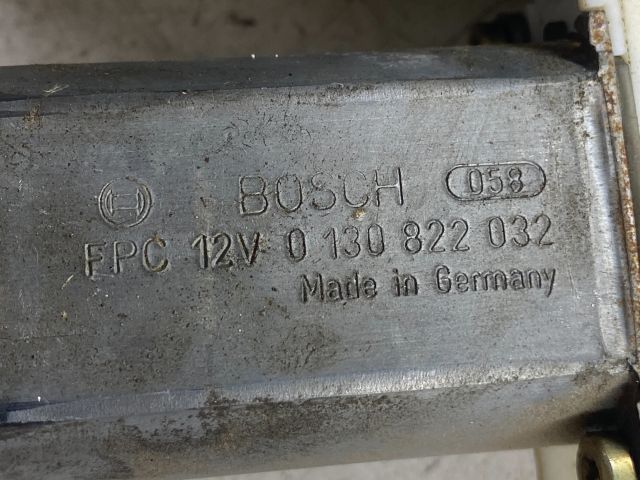 BOSCH 058
FPC 12V 0 130 822 032
Made in Germany